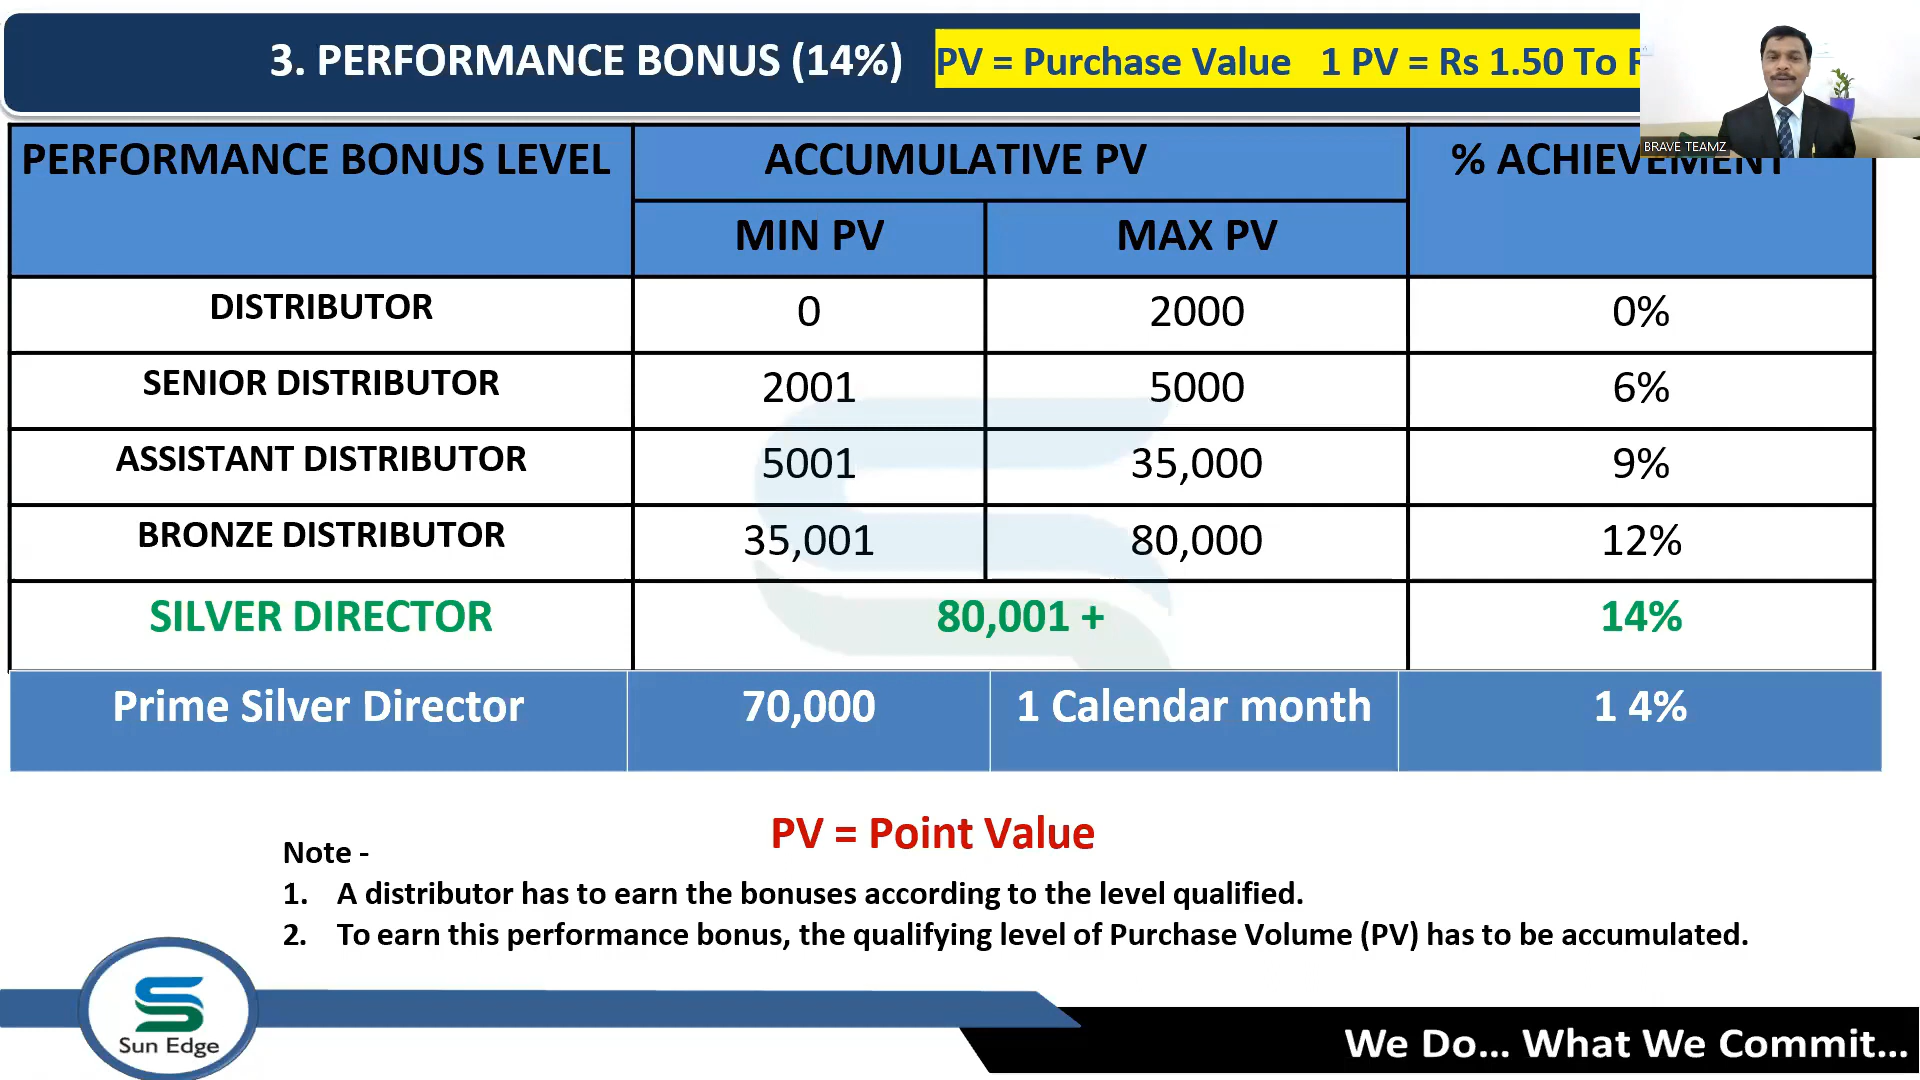 3. PERFORMANCE BONUS (14%) PV = Purchase Value 1 PV = Rs 1.50 To
BRAVE TEAMZ
PERFORMANCE BONUS LEVEL ACCUMULATIVE PV % ACHIEVEMENT
MIN PV MAX PV
DISTRIBUTOR 0 2000 0%
SENIOR DISTRIBUTOR 2001 5000 6%
ASSISTANT DISTRIBUTOR 5001 35,000 9%
BRONZE DISTRIBUTOR 35,001 80,000 12%
SILVER DIRECTOR 80,001 + 14%
Prime Silver Director 70,000 1 Calendar month 1 4%
PV = Point Value
Note -
1. A distributor has to earn the bonuses according to the level qualified.
2. To earn this performance bonus, the qualifying level of Purchase Volume (PV) has to be accumulated.
Sun Edge
We Do... What We Commit...